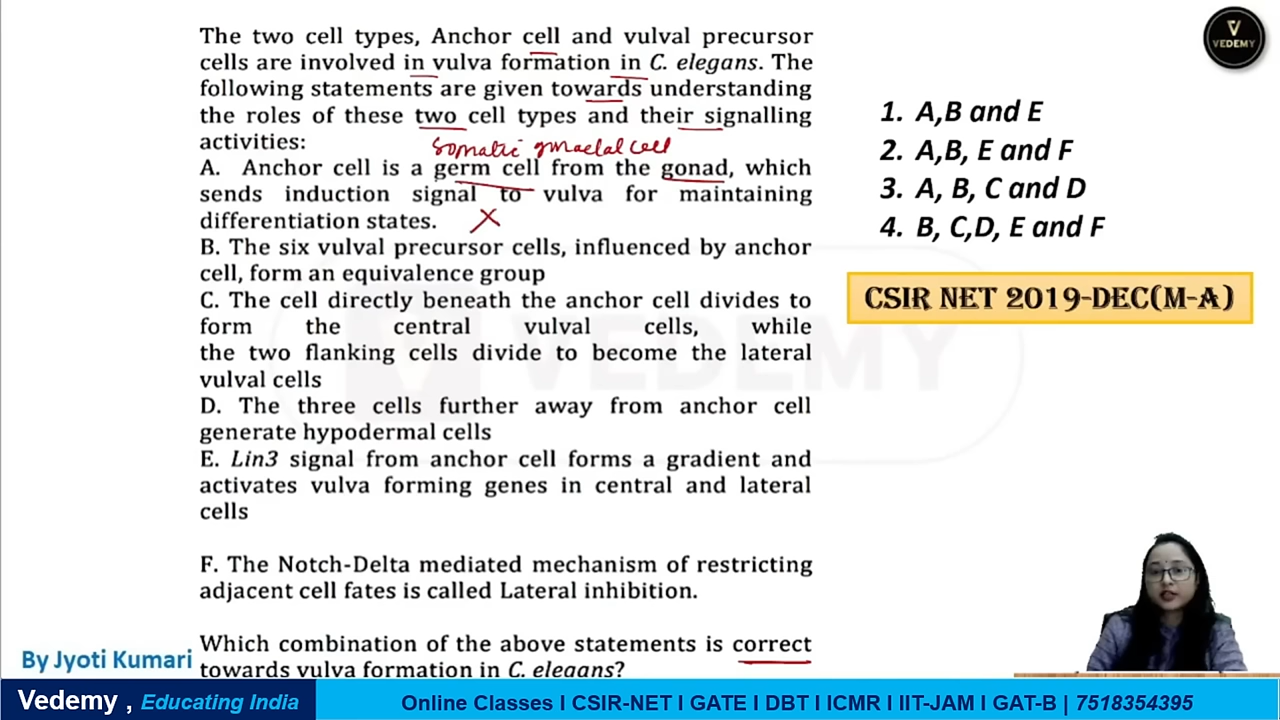 The two cell types, Anchor cell and vulval precursor
cells are involved in vulva formation in C. elegans. The
following statements are given towards understanding
the roles of these two cell types and their signalling
activities:
somatic gonadal cell
A. Anchor cell is a germ cell from the gonad, which
sends induction signal to vulva for maintaining
differentiation states.
B. The six vulval precursor cells, influenced by anchor
cell, form an equivalence group
C. The cell directly beneath the anchor cell divides to
form the central vulval cells, while
the two flanking cells divide to become the lateral
vulval cells
D. The three cells further away from anchor cell
generate hypodermal cells
E. Lin3 signal from anchor cell forms a gradient and
activates vulva forming genes in central and lateral
cells
F. The Notch-Delta mediated mechanism of restricting
adjacent cell fates is called Lateral inhibition.
Which combination of the above statements is correct
towards vulva formation in C. elegans?
1. A,B and E
2. A,B, E and F
3. A, B, C and D
4. B, C,D, E and F
CSIR NET 2019-DEC(M-A)
VEDEMY
VEDEMY
By Jyoti Kumari
Vedemy , Educating India
Online Classes I CSIR-NET I GATE I DBT I ICMR I IIT-JAM I GAT-B | 7518354395